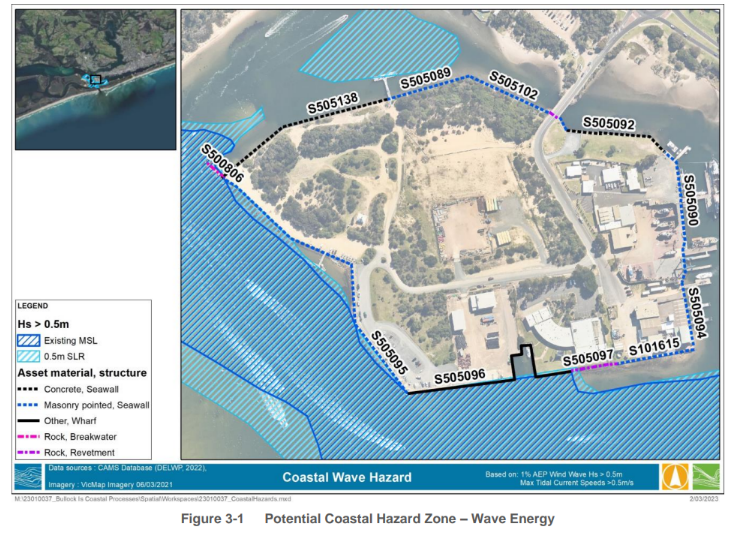 S505089
S505102
S505138
S505092
S500806
S505090
S505094
S505095
S505096
S505097
S101615
LEGEND
Hs > 0.5m
Existing MSL
0.5m SLR
Asset material, structure
Concrete, Seawall
Masonry pointed, Seawall
Other, Wharf
Rock, Breakwater
Rock, Revetment
Data sources : CAMS Database (DELWP, 2022),
Imagery : VicMap Imagery 06/03/2021
Coastal Wave Hazard
Based on: 1% AEP Wind Wave Hs > 0.5m
Max Tidal Current Speeds >0.5m/s
M:\23010037_Bullock Is Coastal Processes\Spatial\Workspaces\23010037_CoastalHazards.mxd
2/03/2023
Figure 3-1 Potential Coastal Hazard Zone – Wave Energy